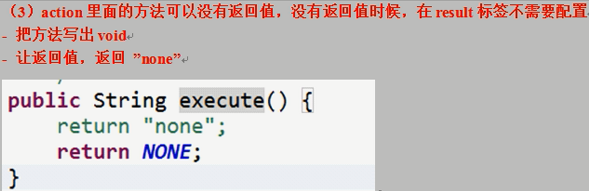 （3）action 里面的方法可以没有返回值，没有返回值时候，在 result 标签不需要配置
- 把方法写出 void
- 让返回值，返回 ”none”
public String execute() {
return "none";
return NONE;
}